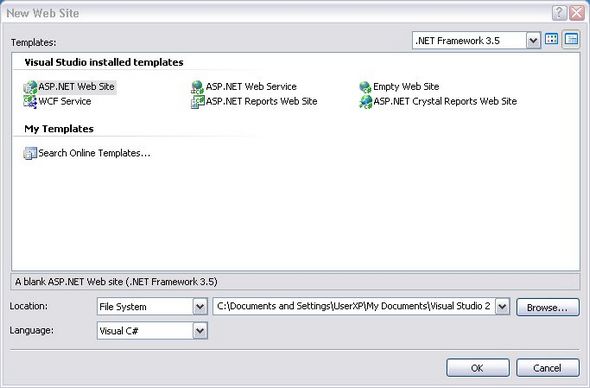 New Web Site
Templates: .NET Framework 3.5
Visual Studio installed templates
ASP.NET Web Site ASP.NET Web Service Empty Web Site
WCF Service ASP.NET Reports Web Site ASP.NET Crystal Reports Web Site
My Templates
Search Online Templates...
A blank ASP.NET Web site (.NET Framework 3.5)
Location: File System C:\Documents and Settings\UserXP\My Documents\Visual Studio 2 Browse...
Language: Visual C#
OK Cancel